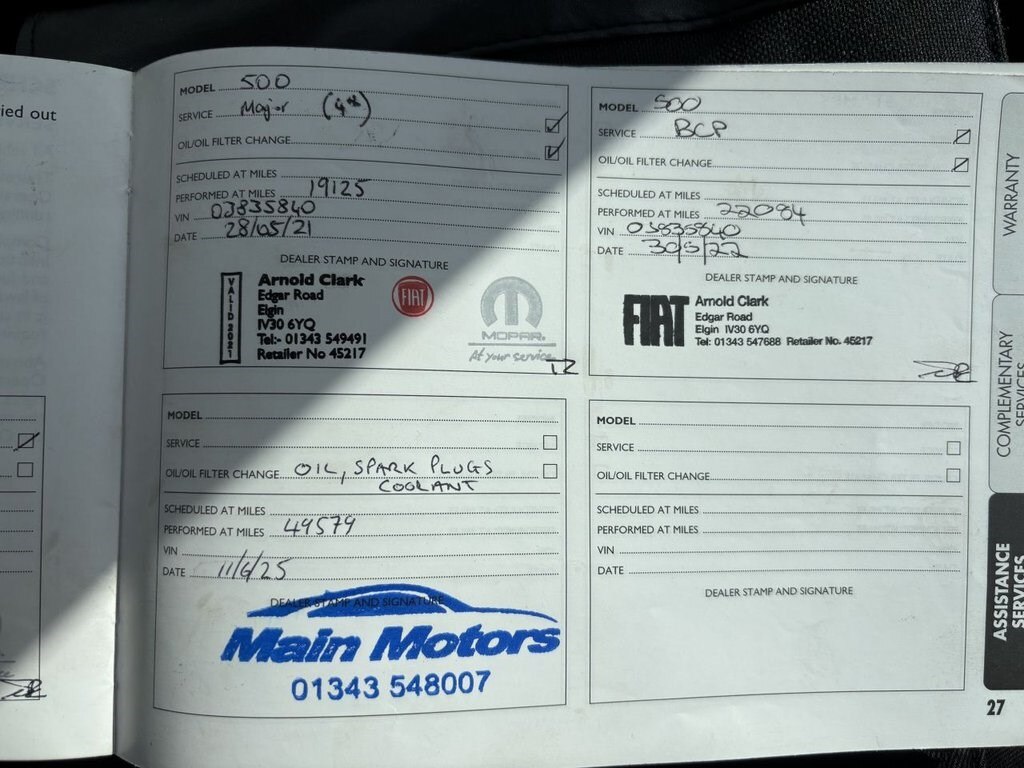 ied out
MODEL 500
SERVICE Major (4*)
OIL/OIL FILTER CHANGE
SCHEDULED AT MILES
PERFORMED AT MILES 19125
VIN 03835840
DATE 28/05/21
DEALER STAMP AND SIGNATURE
VALID 2021
Arnold Clark
Edgar Road
Elgin
IV30 6YQ
Tel:- 01343 549491
Retailer No 45217
FIAT
MOPAR
At your service
MODEL 500
SERVICE BCP
OIL/OIL FILTER CHANGE
SCHEDULED AT MILES
PERFORMED AT MILES 22084
VIN 03835840
DATE 30/5/22
DEALER STAMP AND SIGNATURE
FIAT
Arnold Clark
Edgar Road
Elgin IV30 6YQ
Tel: 01343 547688 Retailer No. 45217
MODEL
SERVICE
OIL/OIL FILTER CHANGE OIL, SPARK PLUGS
COOLANT
SCHEDULED AT MILES
PERFORMED AT MILES 49579
VIN
DATE 11/6/25
DEALER STAMP AND SIGNATURE
Main Motors
01343 548007
MODEL
SERVICE
OIL/OIL FILTER CHANGE
SCHEDULED AT MILES
PERFORMED AT MILES
VIN
DATE
DEALER STAMP AND SIGNATURE
WARRANTY
COMPLEMENTARY
SERVICES
ASSISTANCE
SERVICES
27